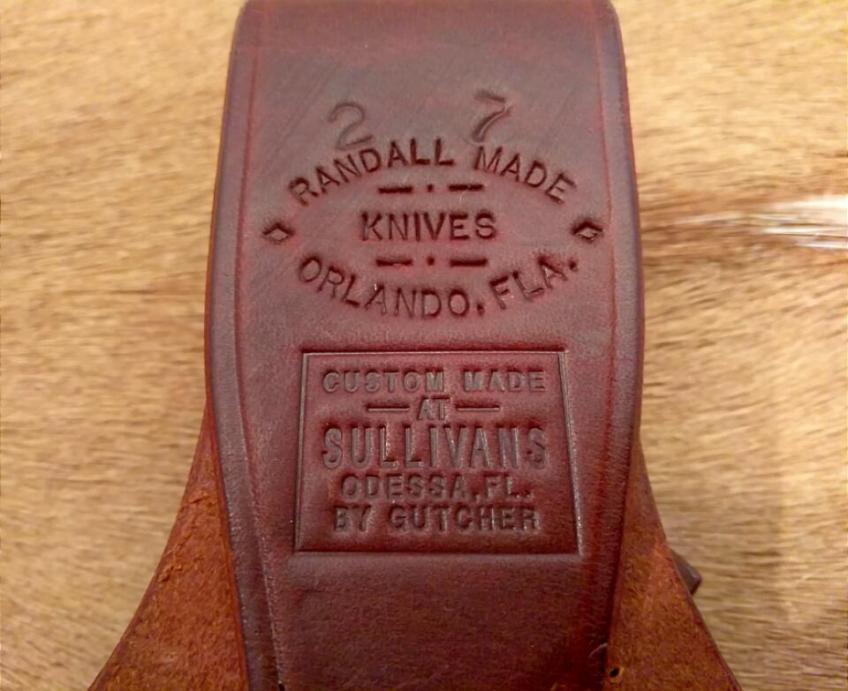 2 7
RANDALL MADE
KNIVES
ORLANDO, FLA.
CUSTOM MADE
AT
SULLIVANS
ODESSA, FL.
BY GUTCHER